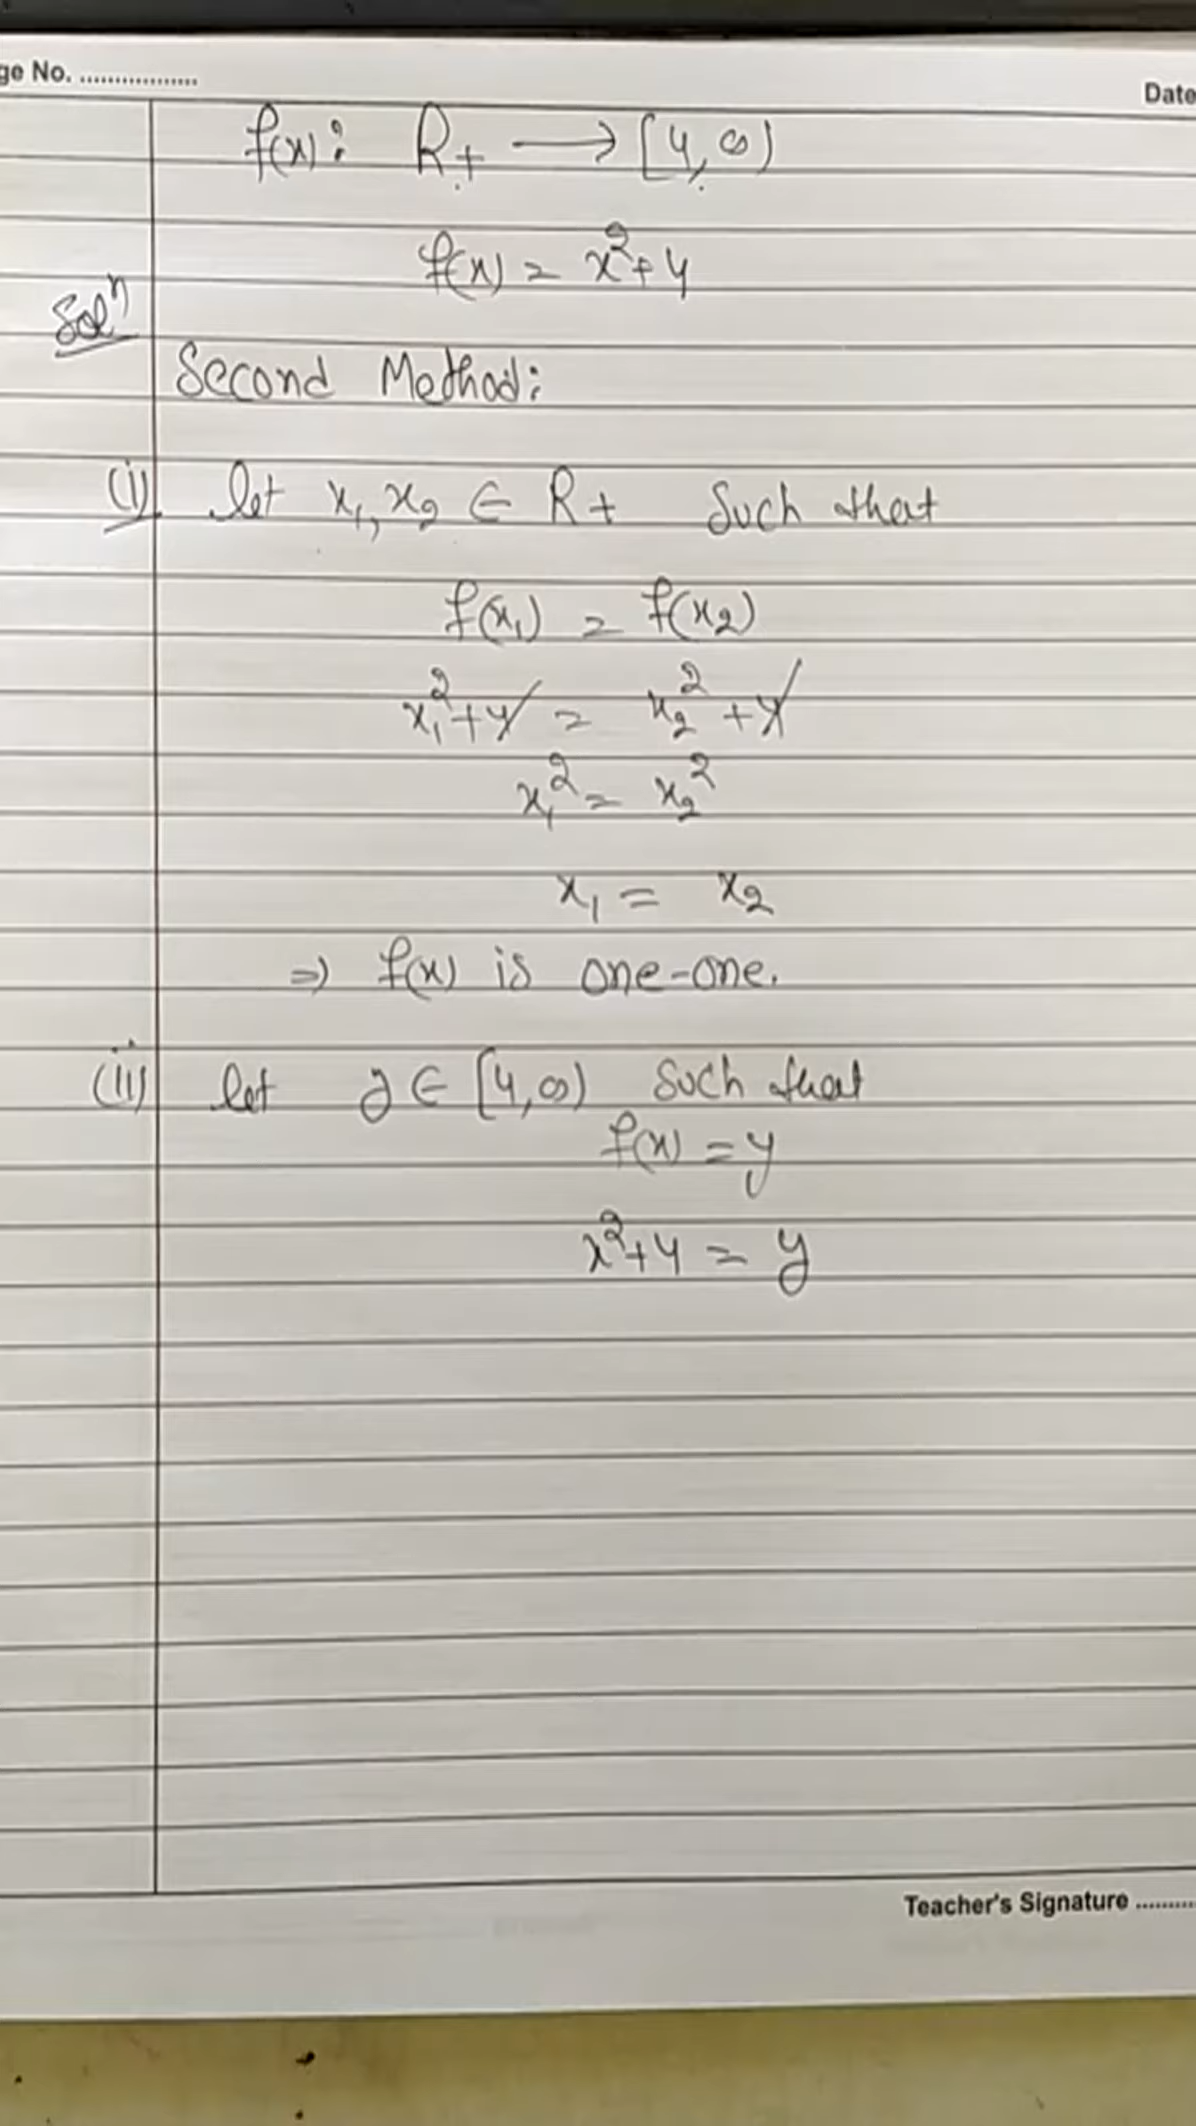 ge No. .................
Date
f(x): R+ → [4, ∞)
f(x) = x²+4
Solⁿ
Second Method:
(i) let x₁, x₂ ∈ R+ Such that
f(x₁) = f(x₂)
x₁²+4 = x₂²+4
x₁² = x₂²
x₁ = x₂
⇒ f(x) is one-one.
(ii) let y ∈ [4, ∞) Such that
f(x) = y
x²+4 = y
Teacher's Signature ..........